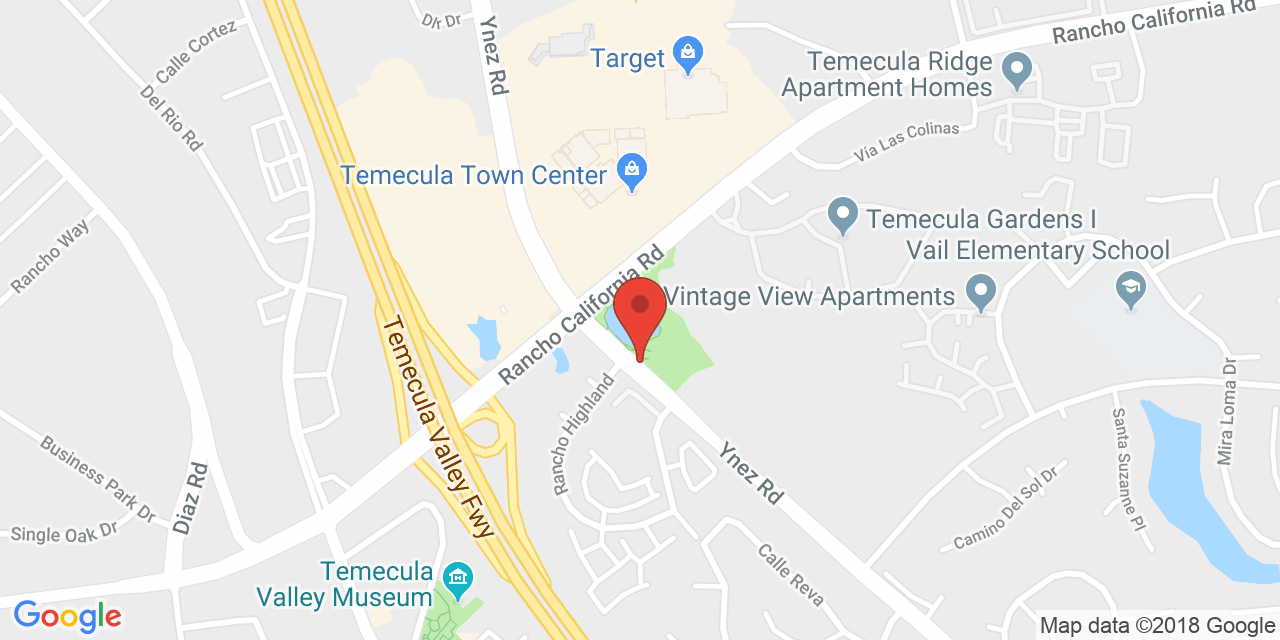 D/r Dr
Calle Cortez
Ynez Rd
Rancho California Rd
Target
Temecula Ridge
Apartment Homes
Del Rio Rd
Vía Las Colinas
Temecula Town Center
Rancho Way
Temecula Gardens I
Vail Elementary School
Rancho California Rd
Vintage View Apartments
Temecula Valley Fwy
Rancho Highland
Mira Loma Dr
Santa Suzanne Pl
Business Park Dr
Diaz Rd
Ynez Rd
Camino Del Sol Dr
Single Oak Dr
Calle Reva
Temecula
Valley Museum
Google
Map data ©2018 Google